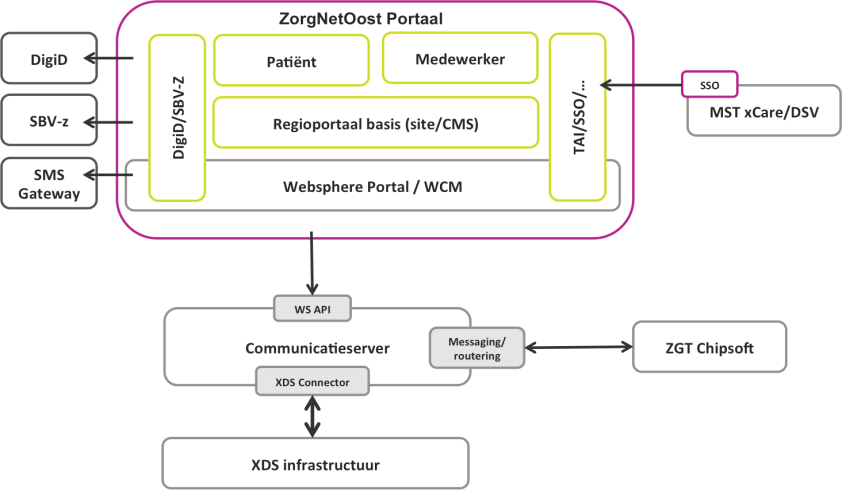 ZorgNetOost Portaal
DigiD
SBV-z
SMS
Gateway
DigiD/SBV-Z
Patiënt
Medewerker
Regioportaal basis (site/CMS)
Websphere Portal / WCM
TAI/SSO/...
SSO
MST xCare/DSV
WS API
Communicatieserver
Messaging/
routering
ZGT Chipsoft
XDS Connector
XDS infrastructuur